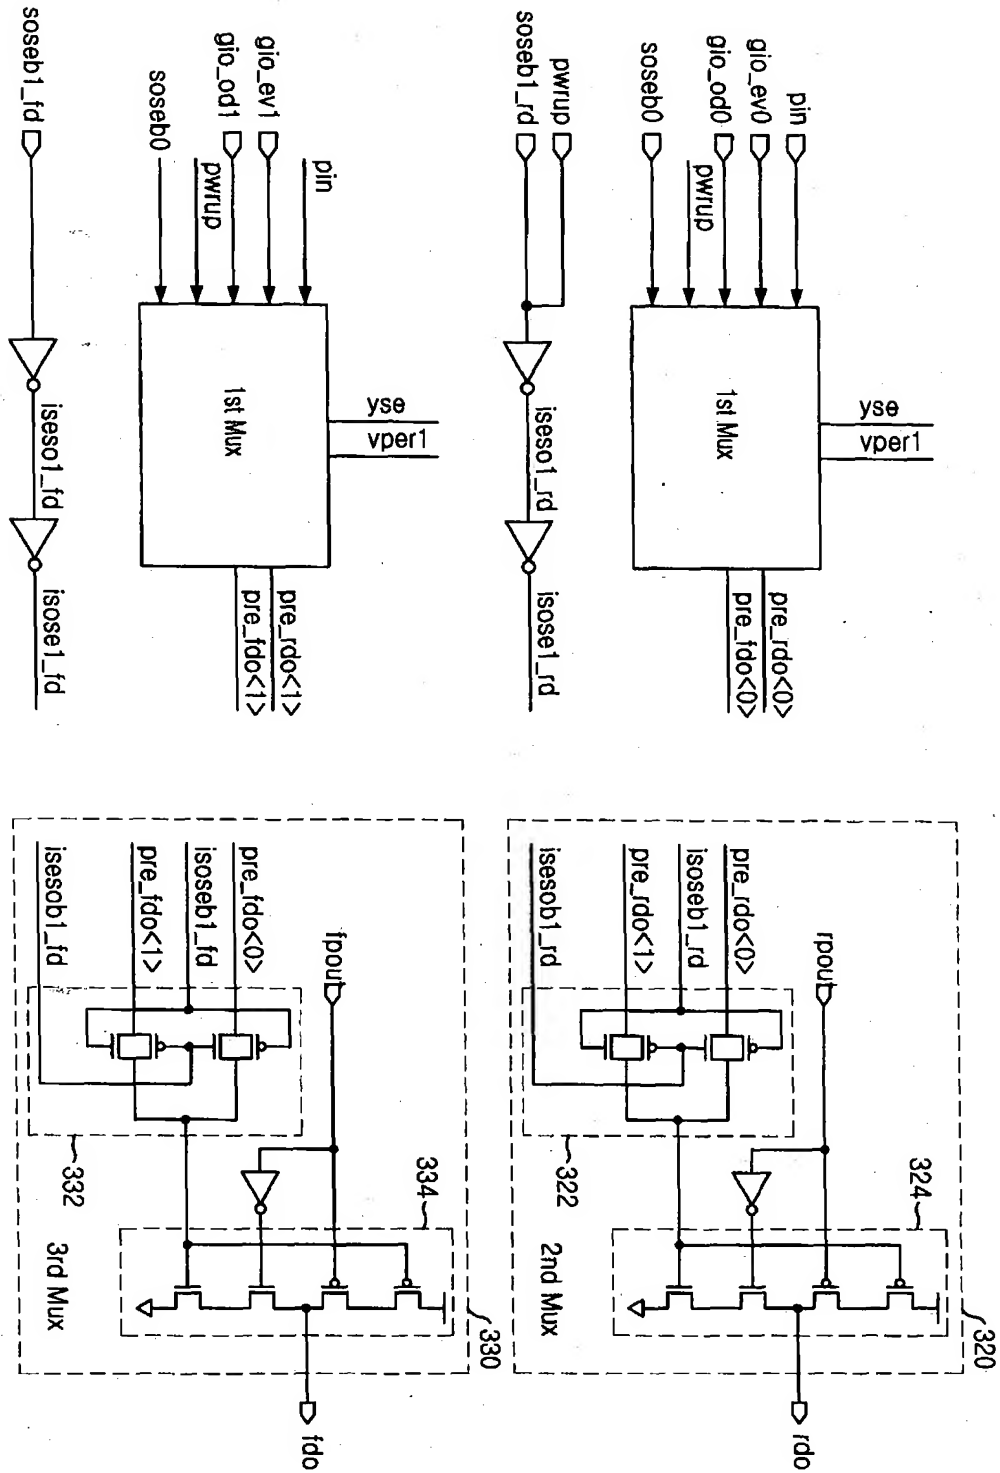 pin
gio_ev0
gio_od0
pwrup
soseb0
1st Mux
yse
vper1
pre_rdo<0>
pre_fdo<0>
pwrup
soseb1_rd
iseso1_rd
isose1_rd
pin
gio_ev1
gio_od1
pwrup
soseb0
1st Mux
yse
vper1
pre_rdo<1>
pre_fdo<1>
soseb1_fd
iseso1_fd
isose1_fd
320
rpout
324
pre_rdo<0>
isoseb1_rd
pre_rdo<1>
isesob1_rd
322
2nd Mux
rdo
330
fpout
334
pre_fdo<0>
isoseb1_fd
pre_fdo<1>
isesob1_fd
332
3rd Mux
fdo